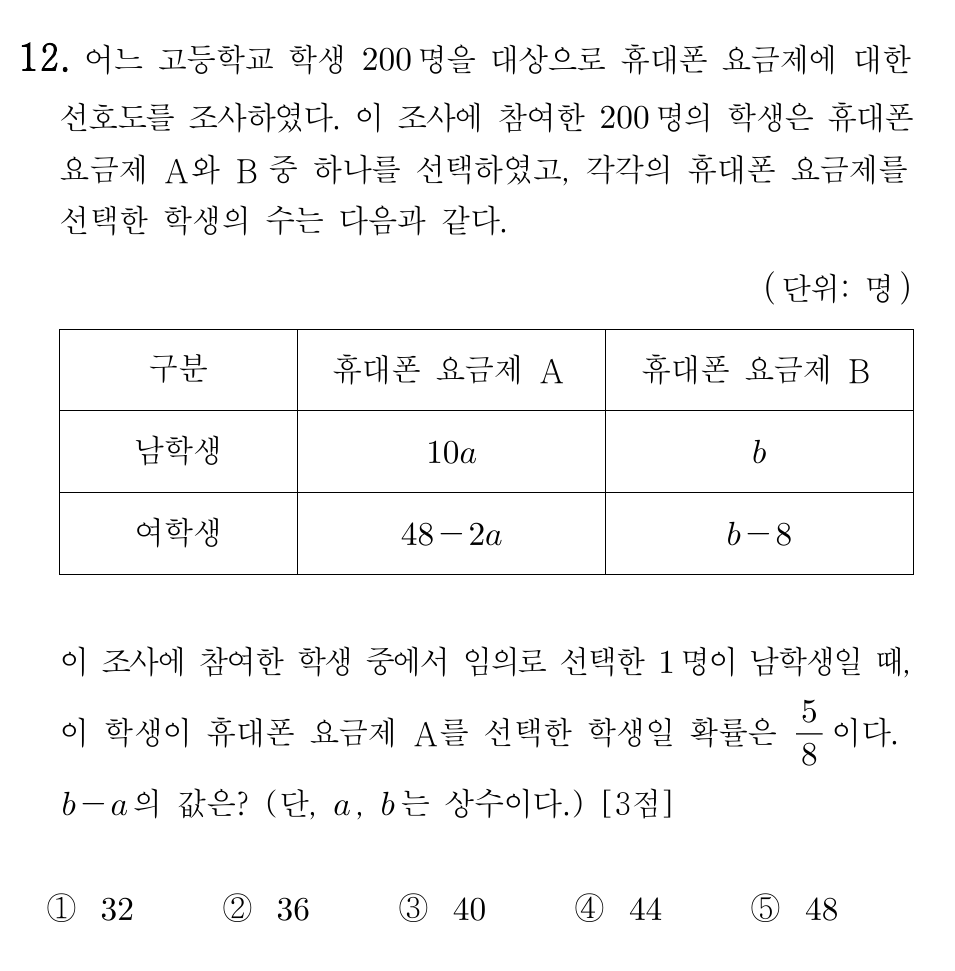 12. 어느 고등학교 학생 200명을 대상으로 휴대폰 요금제에 대한
선호도를 조사하였다. 이 조사에 참여한 200명의 학생은 휴대폰
요금제 A와 B 중 하나를 선택하였고, 각각의 휴대폰 요금제를
선택한 학생의 수는 다음과 같다.
(단위: 명)
구분 휴대폰 요금제 A 휴대폰 요금제 B
남학생 10a b
여학생 48-2a b-8
이 조사에 참여한 학생 중에서 임의로 선택한 1명이 남학생일 때,
이 학생이 휴대폰 요금제 A를 선택한 학생일 확률은 5/8이다.
b-a의 값은? (단, a, b는 상수이다.) [3점]
① 32 ② 36 ③ 40 ④ 44 ⑤ 48